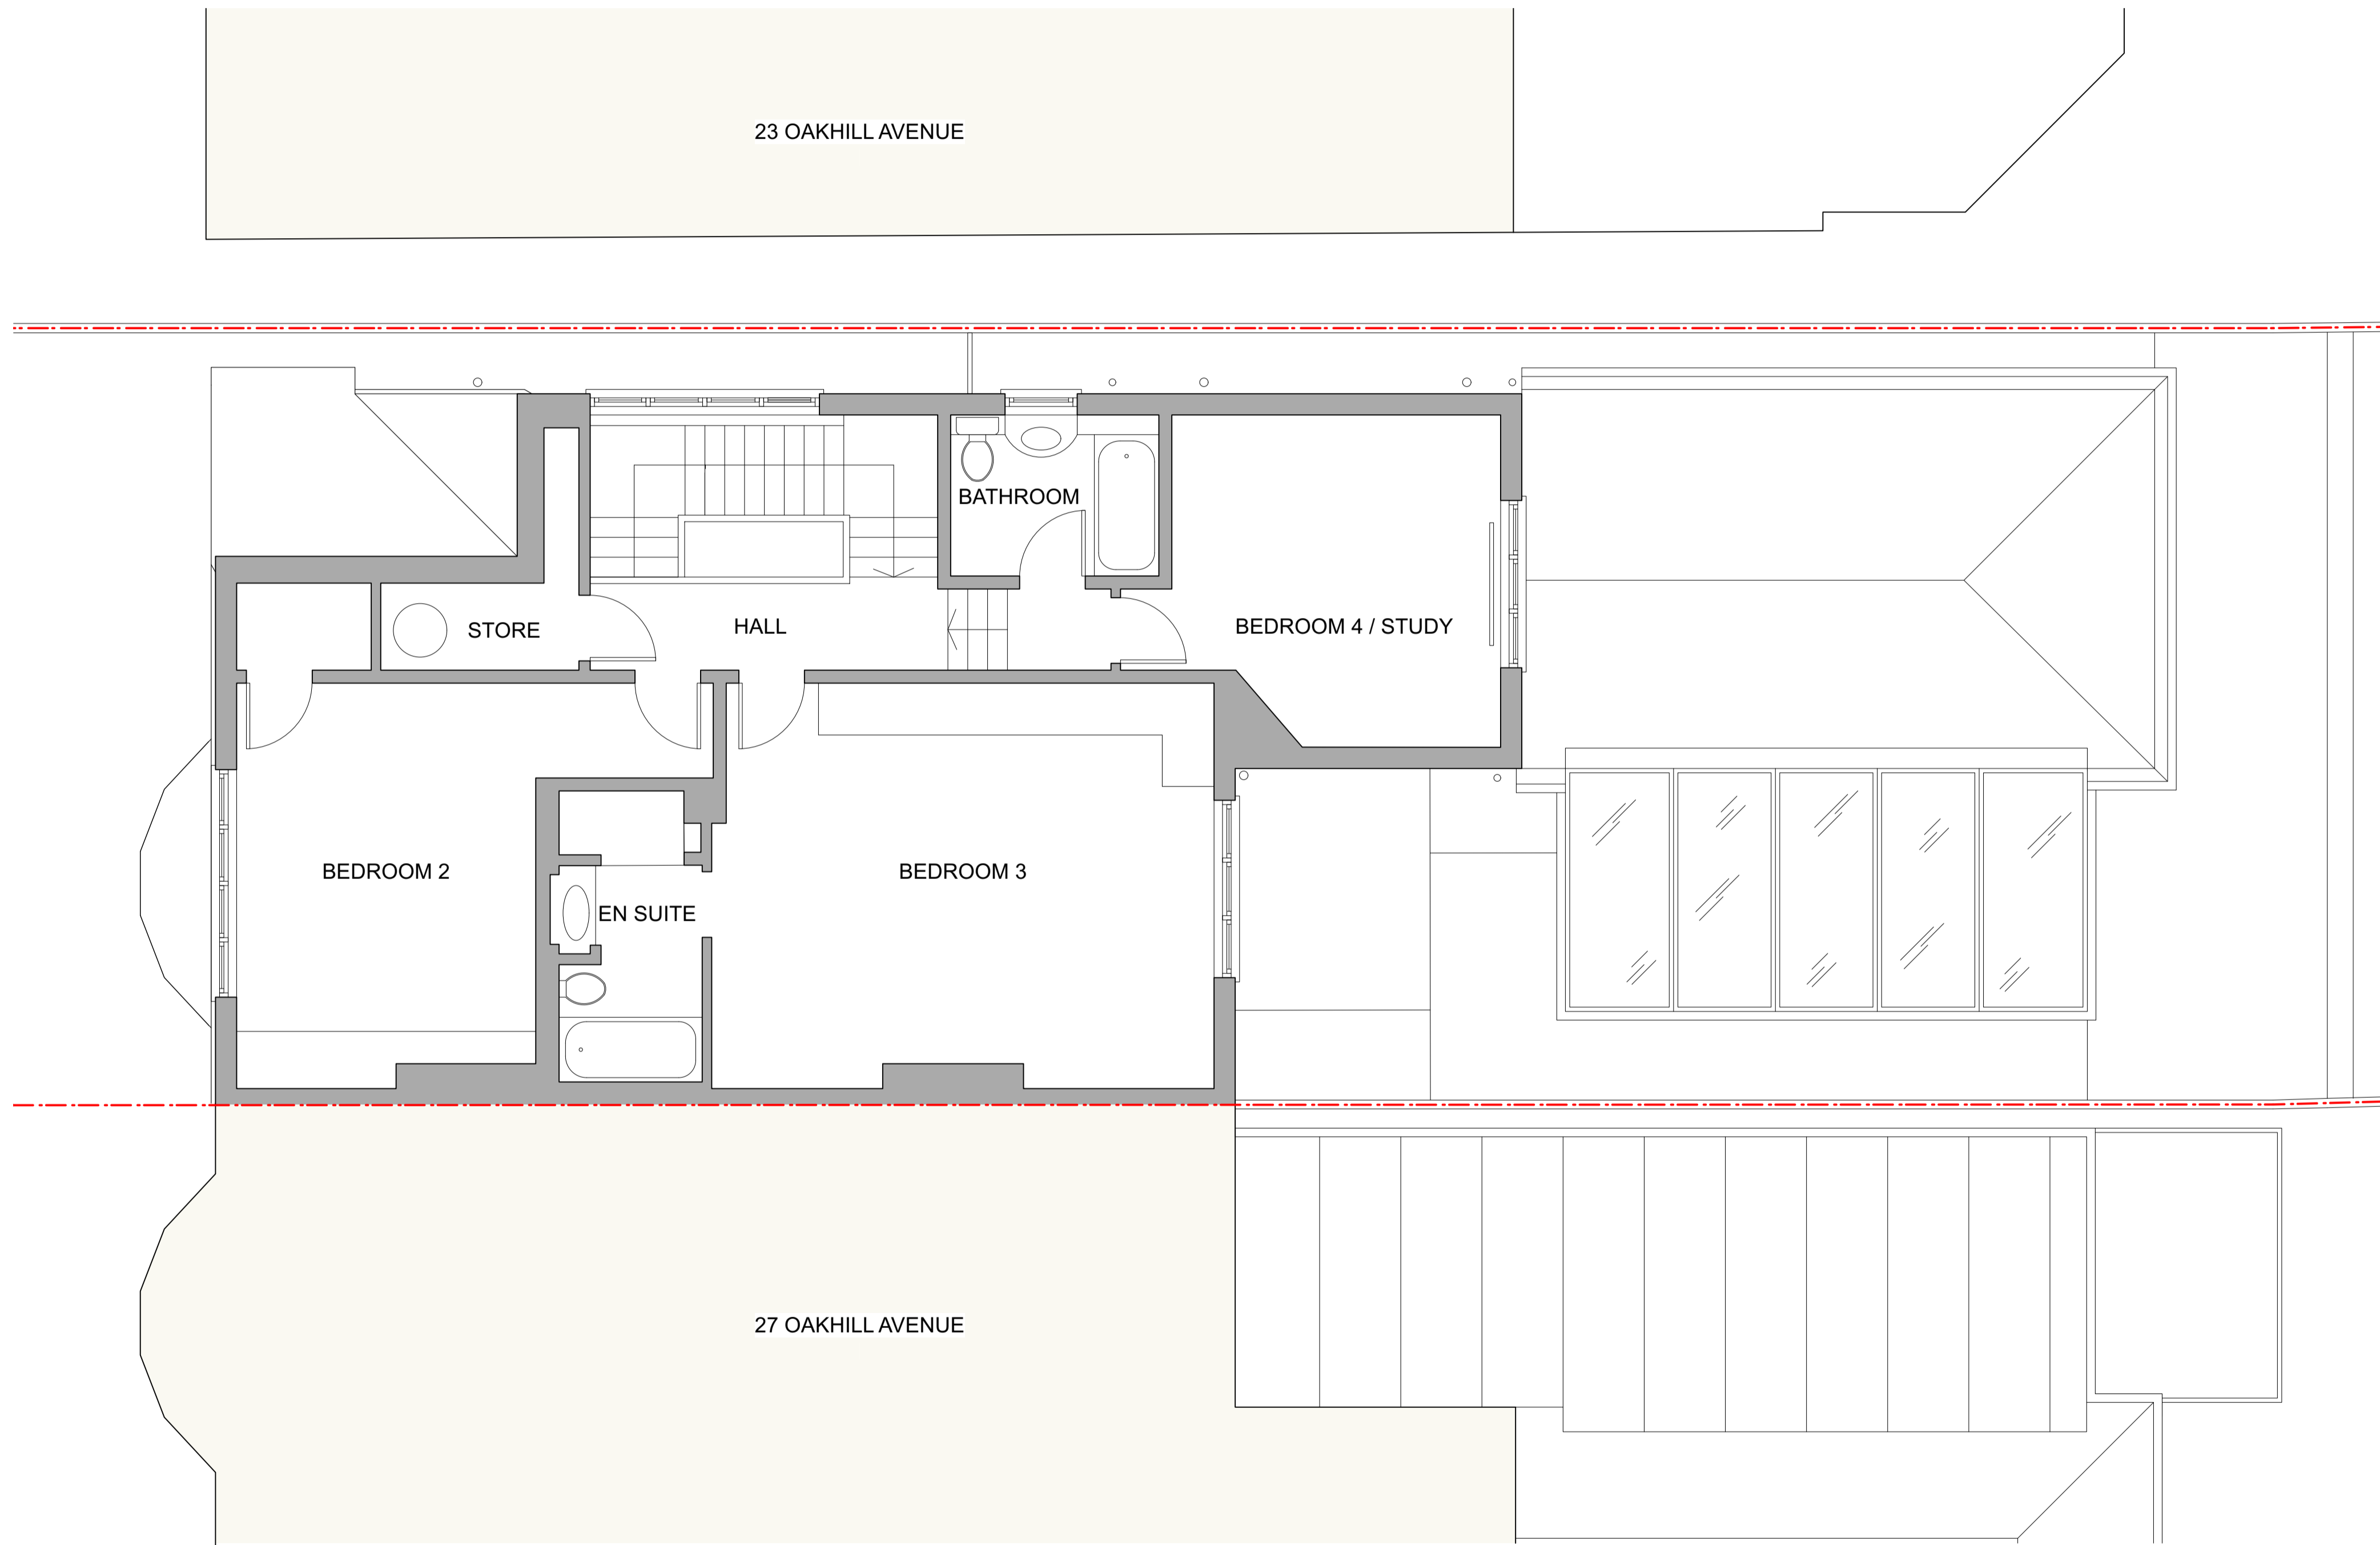 23 OAKHILL AVENUE
BATHROOM
STORE
HALL
BEDROOM 4 / STUDY
BEDROOM 2
BEDROOM 3
EN SUITE
27 OAKHILL AVENUE